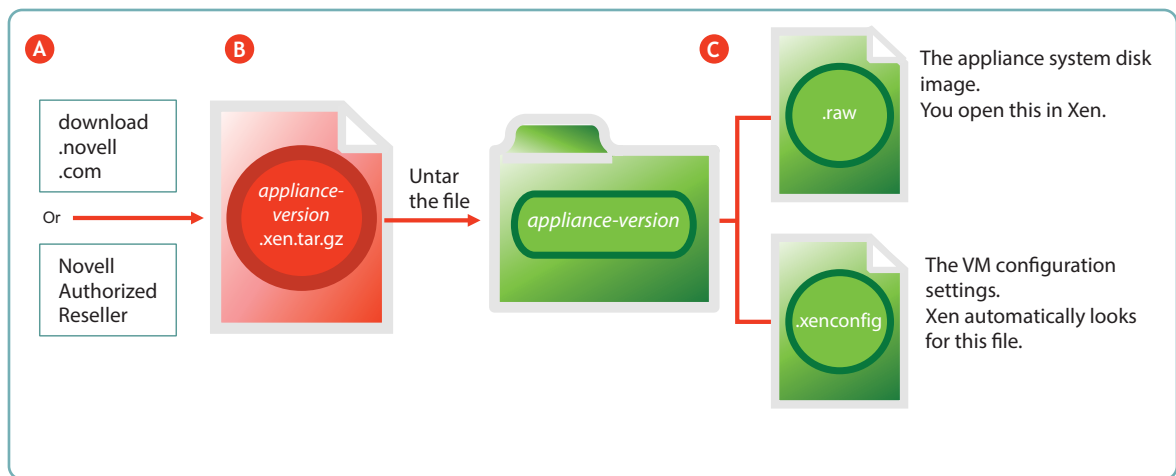 A
download
.novell
.com
Or
Novell
Authorized
Reseller
B
appliance-
version
.xen.tar.gz
Untar
the file
appliance-version
C
.raw
The appliance system disk
image.
You open this in Xen.
.xenconfig
The VM configuration
settings.
Xen automatically looks
for this file.